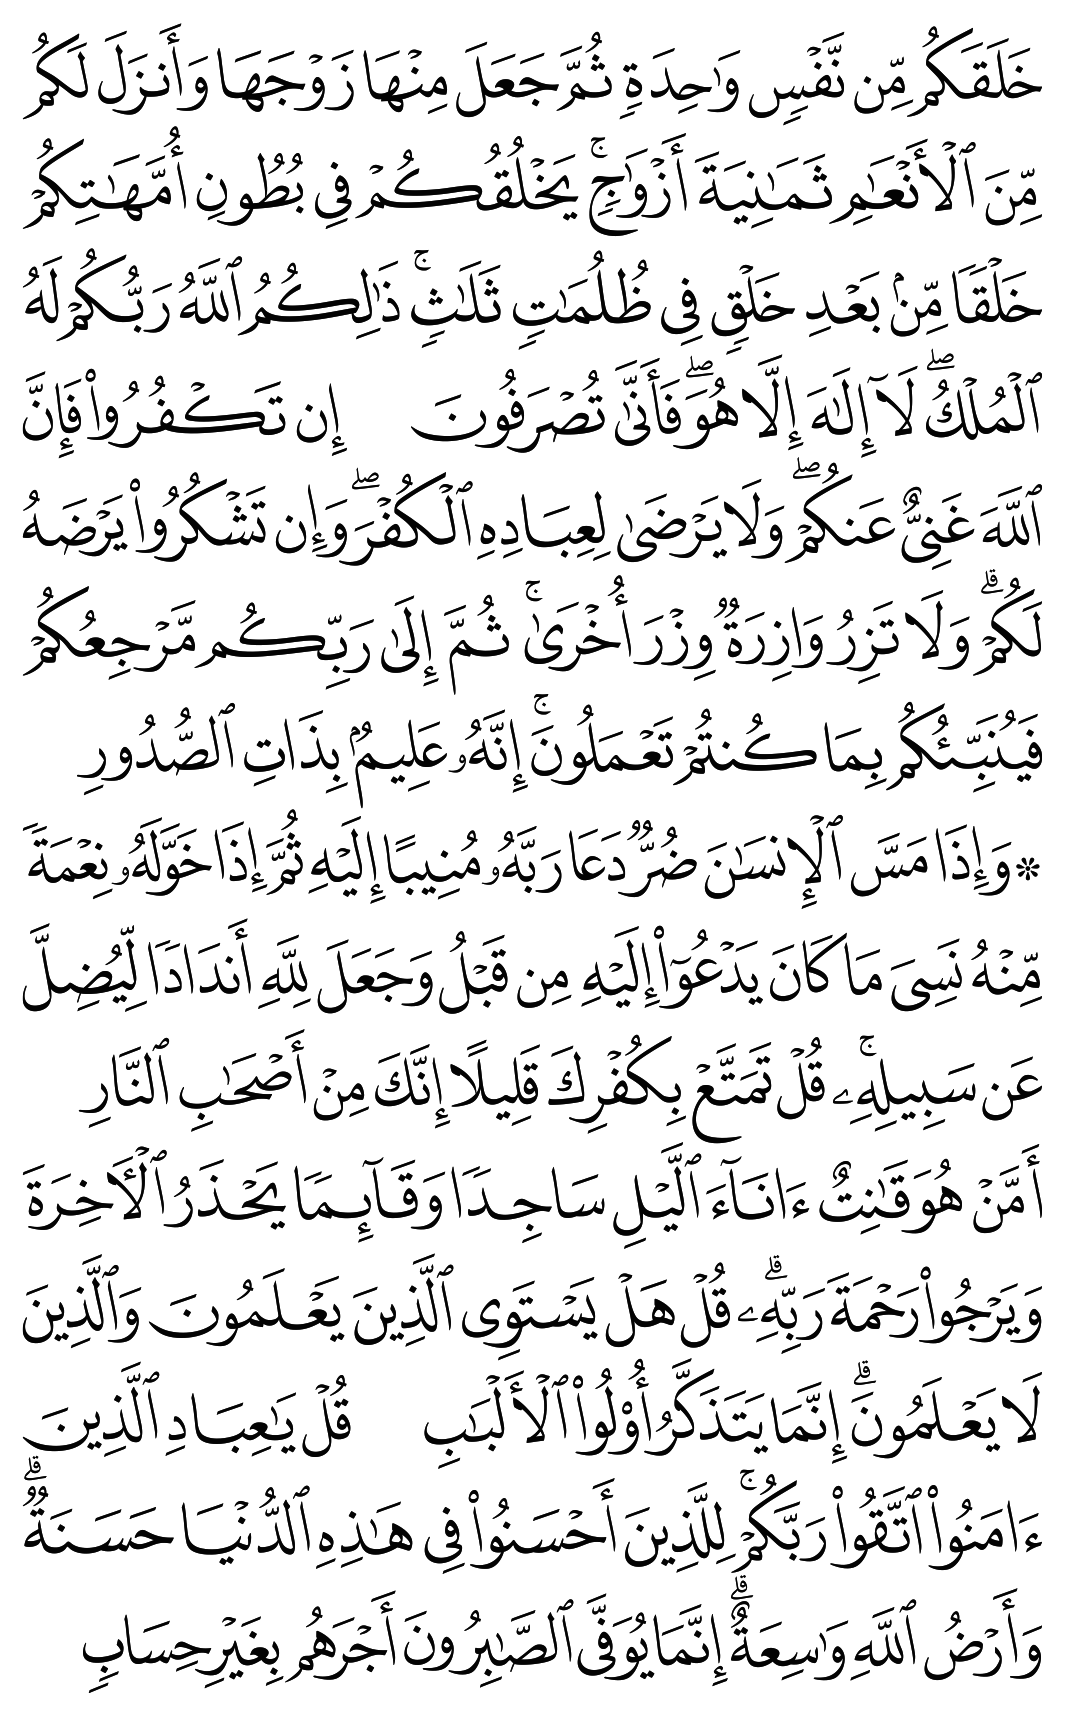 خَلَقَكُم مِّن نَّفۡسٖ وَٰحِدَةٖ ثُمَّ جَعَلَ مِنۡهَا زَوۡجَهَا وَأَنزَلَ لَكُم
مِّنَ ٱلۡأَنۡعَٰمِ ثَمَٰنِيَةَ أَزۡوَٰجٖۚ يَخۡلُقُكُمۡ فِي بُطُونِ أُمَّهَٰتِكُمۡ
خَلۡقٗا مِّنۢ بَعۡدِ خَلۡقٖ فِي ظُلُمَٰتٖ ثَلَٰثٖۚ ذَٰلِكُمُ ٱللَّهُ رَبُّكُمۡ لَهُ
ٱلۡمُلۡكُۖ لَآ إِلَٰهَ إِلَّا هُوَۖ فَأَنَّىٰ تُصۡرَفُونَ إِن تَكۡفُرُواْ فَإِنَّ
ٱللَّهَ غَنِيٌّ عَنكُمۡۖ وَلَا يَرۡضَىٰ لِعِبَادِهِ ٱلۡكُفۡرَۖ وَإِن تَشۡكُرُواْ يَرۡضَهُ
لَكُمۡۗ وَلَا تَزِرُ وَازِرَةٞ وِزۡرَ أُخۡرَىٰۚ ثُمَّ إِلَىٰ رَبِّكُم مَّرۡجِعُكُمۡ
فَيُنَبِّئُكُم بِمَا كُنتُمۡ تَعۡمَلُونَۚ إِنَّهُۥ عَلِيمُۢ بِذَاتِ ٱلصُّدُورِ
۞وَإِذَا مَسَّ ٱلۡإِنسَٰنَ ضُرّٞ دَعَا رَبَّهُۥ مُنِيبًا إِلَيۡهِ ثُمَّ إِذَا خَوَّلَهُۥ نِعۡمَةٗ
مِّنۡهُ نَسِيَ مَا كَانَ يَدۡعُوٓاْ إِلَيۡهِ مِن قَبۡلُ وَجَعَلَ لِلَّهِ أَندَادٗا لِّيُضِلَّ
عَن سَبِيلِهِۦۚ قُلۡ تَمَتَّعۡ بِكُفۡرِكَ قَلِيلًا إِنَّكَ مِنۡ أَصۡحَٰبِ ٱلنَّارِ
أَمَّنۡ هُوَ قَٰنِتٌ ءَانَآءَ ٱلَّيۡلِ سَاجِدٗا وَقَآئِمٗا يَحۡذَرُ ٱلۡأٓخِرَةَ
وَيَرۡجُواْ رَحۡمَةَ رَبِّهِۦۗ قُلۡ هَلۡ يَسۡتَوِي ٱلَّذِينَ يَعۡلَمُونَ وَٱلَّذِينَ
لَا يَعۡلَمُونَۗ إِنَّمَا يَتَذَكَّرُ أُوْلُواْ ٱلۡأَلۡبَٰبِ قُلۡ يَٰعِبَادِ ٱلَّذِينَ
ءَامَنُواْ ٱتَّقُواْ رَبَّكُمۡۚ لِلَّذِينَ أَحۡسَنُواْ فِي هَٰذِهِ ٱلدُّنۡيَا حَسَنَةٞۗ
وَأَرۡضُ ٱللَّهِ وَٰسِعَةٌۗ إِنَّمَا يُوَفَّى ٱلصَّٰبِرُونَ أَجۡرَهُم بِغَيۡرِ حِسَابٖ